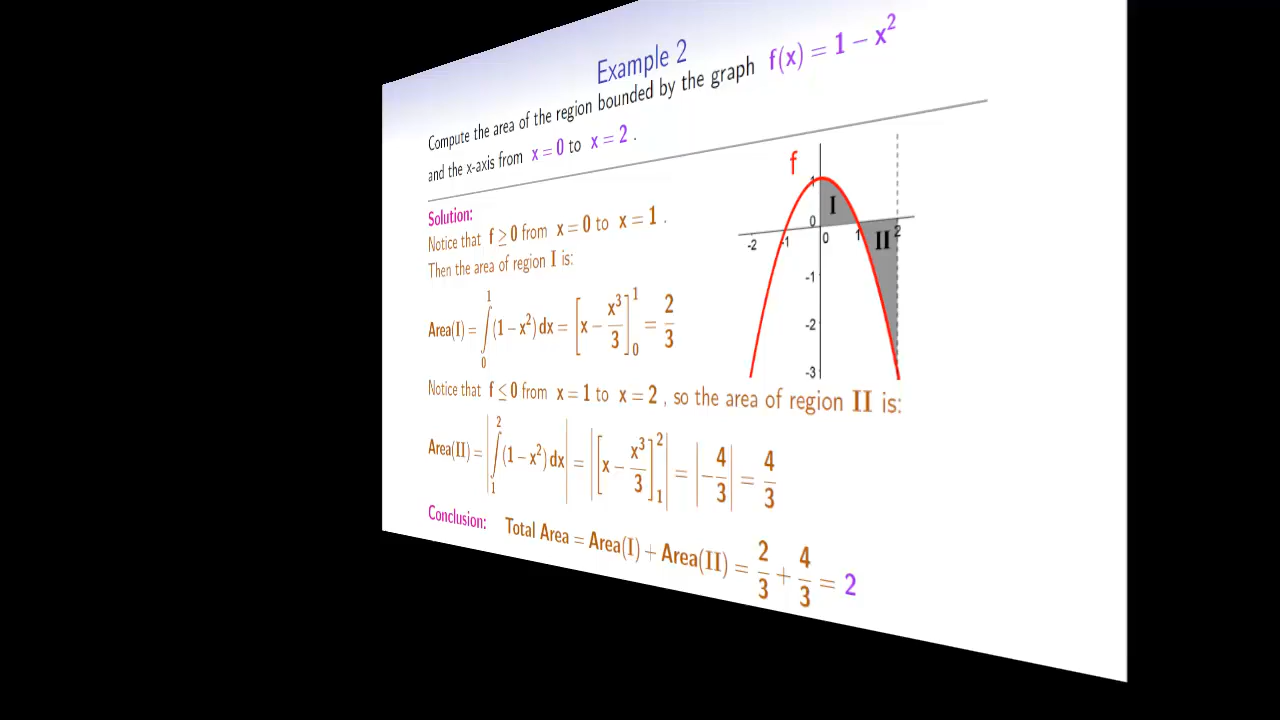 Example 2
Compute the area of the region bounded by the graph f(x) = 1 − x²
and the x-axis from x = 0 to x = 2 .
Solution:
Notice that f ≥ 0 from x = 0 to x = 1 .
Then the area of region I is:
Area(I) = ∫₀¹ (1 − x²) dx = [x − x³/3]₀¹ = 2/3
Notice that f ≤ 0 from x = 1 to x = 2 , so the area of region II is:
Area(II) = |∫₁² (1 − x²) dx| = |[x − x³/3]₁²| = |−4/3| = 4/3
Conclusion: Total Area = Area(I) + Area(II) = 2/3 + 4/3 = 2
f
1
I
0
-2 -1 0 1 2
II
-1
-2
-3